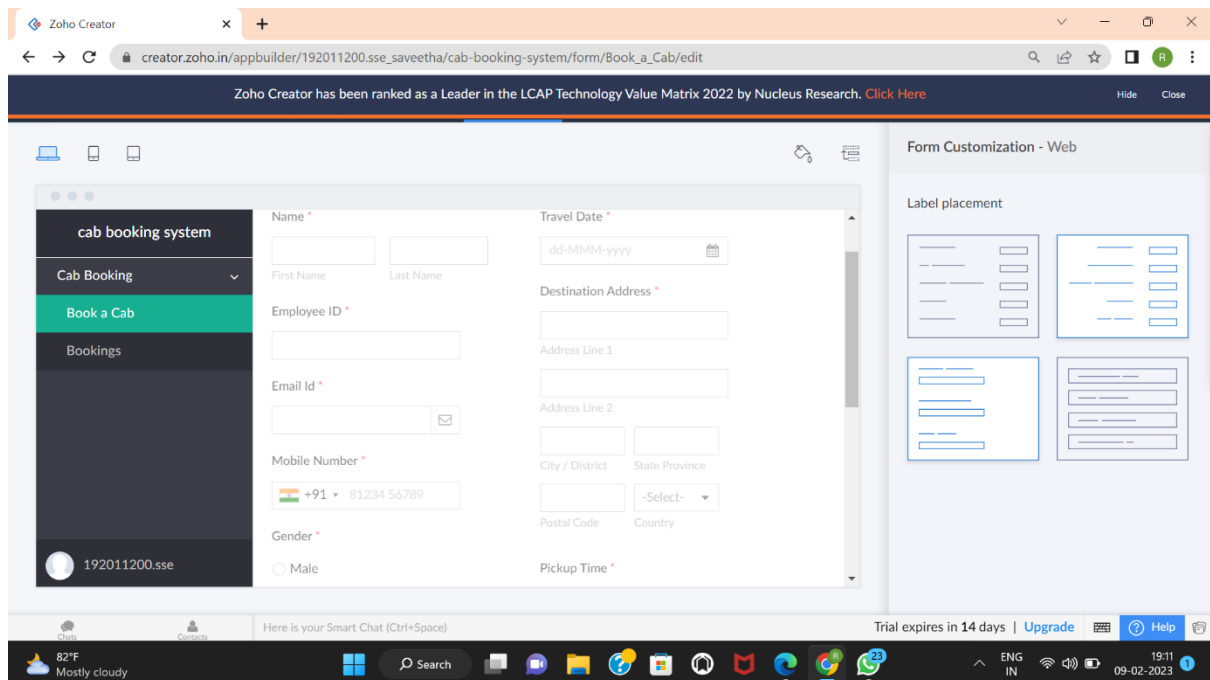 Zoho Creator
creator.zoho.in/appbuilder/192011200.sse_saveetha/cab-booking-system/form/Book_a_Cab/edit
R
Zoho Creator has been ranked as a Leader in the LCAP Technology Value Matrix 2022 by Nucleus Research. Click Here
Hide Close
Form Customization - Web
Label placement
cab booking system
Cab Booking
Book a Cab
Bookings
192011200.sse
Name *
First Name Last Name
Employee ID *
Email Id *
Mobile Number *
+91 81234 56789
Gender *
Male
Travel Date *
dd-MMM-yyyy
Destination Address *
Address Line 1
Address Line 2
City / District State Province
-Select-
Postal Code Country
Pickup Time *
Chats Contacts Here is your Smart Chat (Ctrl+Space) Trial expires in 14 days | Upgrade Help
82°F
Mostly cloudy
Search
R
23
ENG
IN
19:11
09-02-2023
1